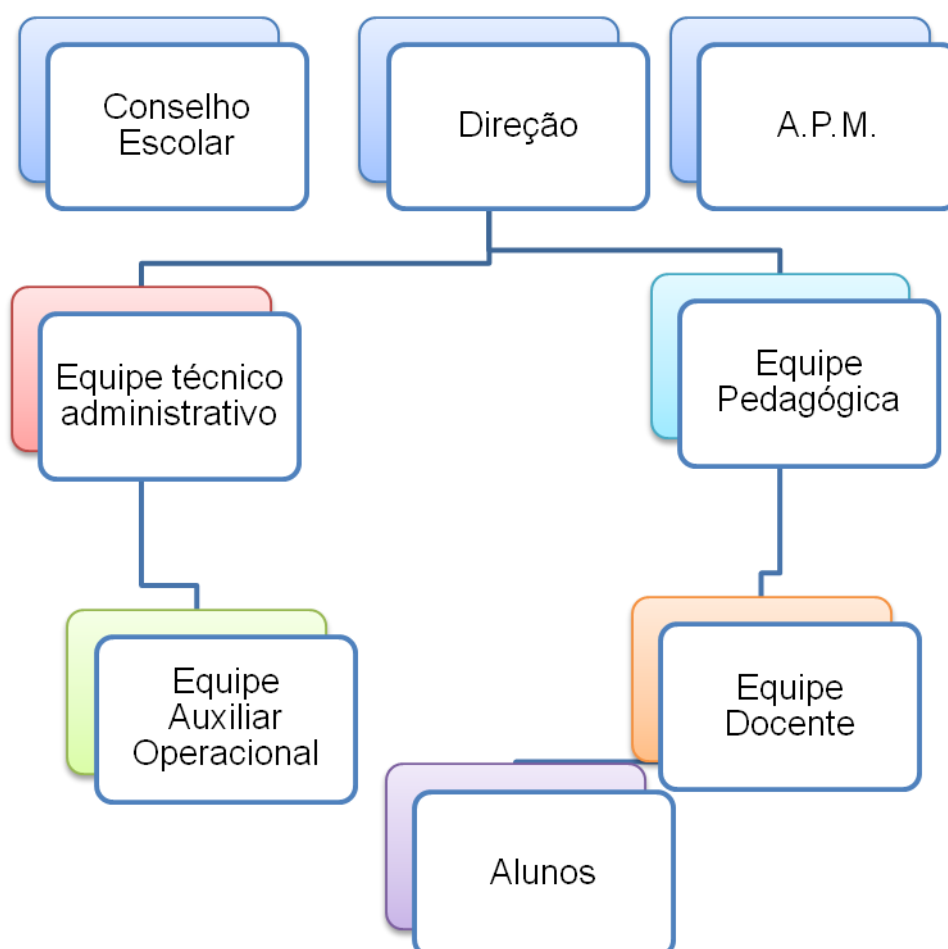 Conselho
Escolar
Direção
A.P.M.
Equipe técnico
administrativo
Equipe
Pedagógica
Equipe
Auxiliar
Operacional
Equipe
Docente
Alunos